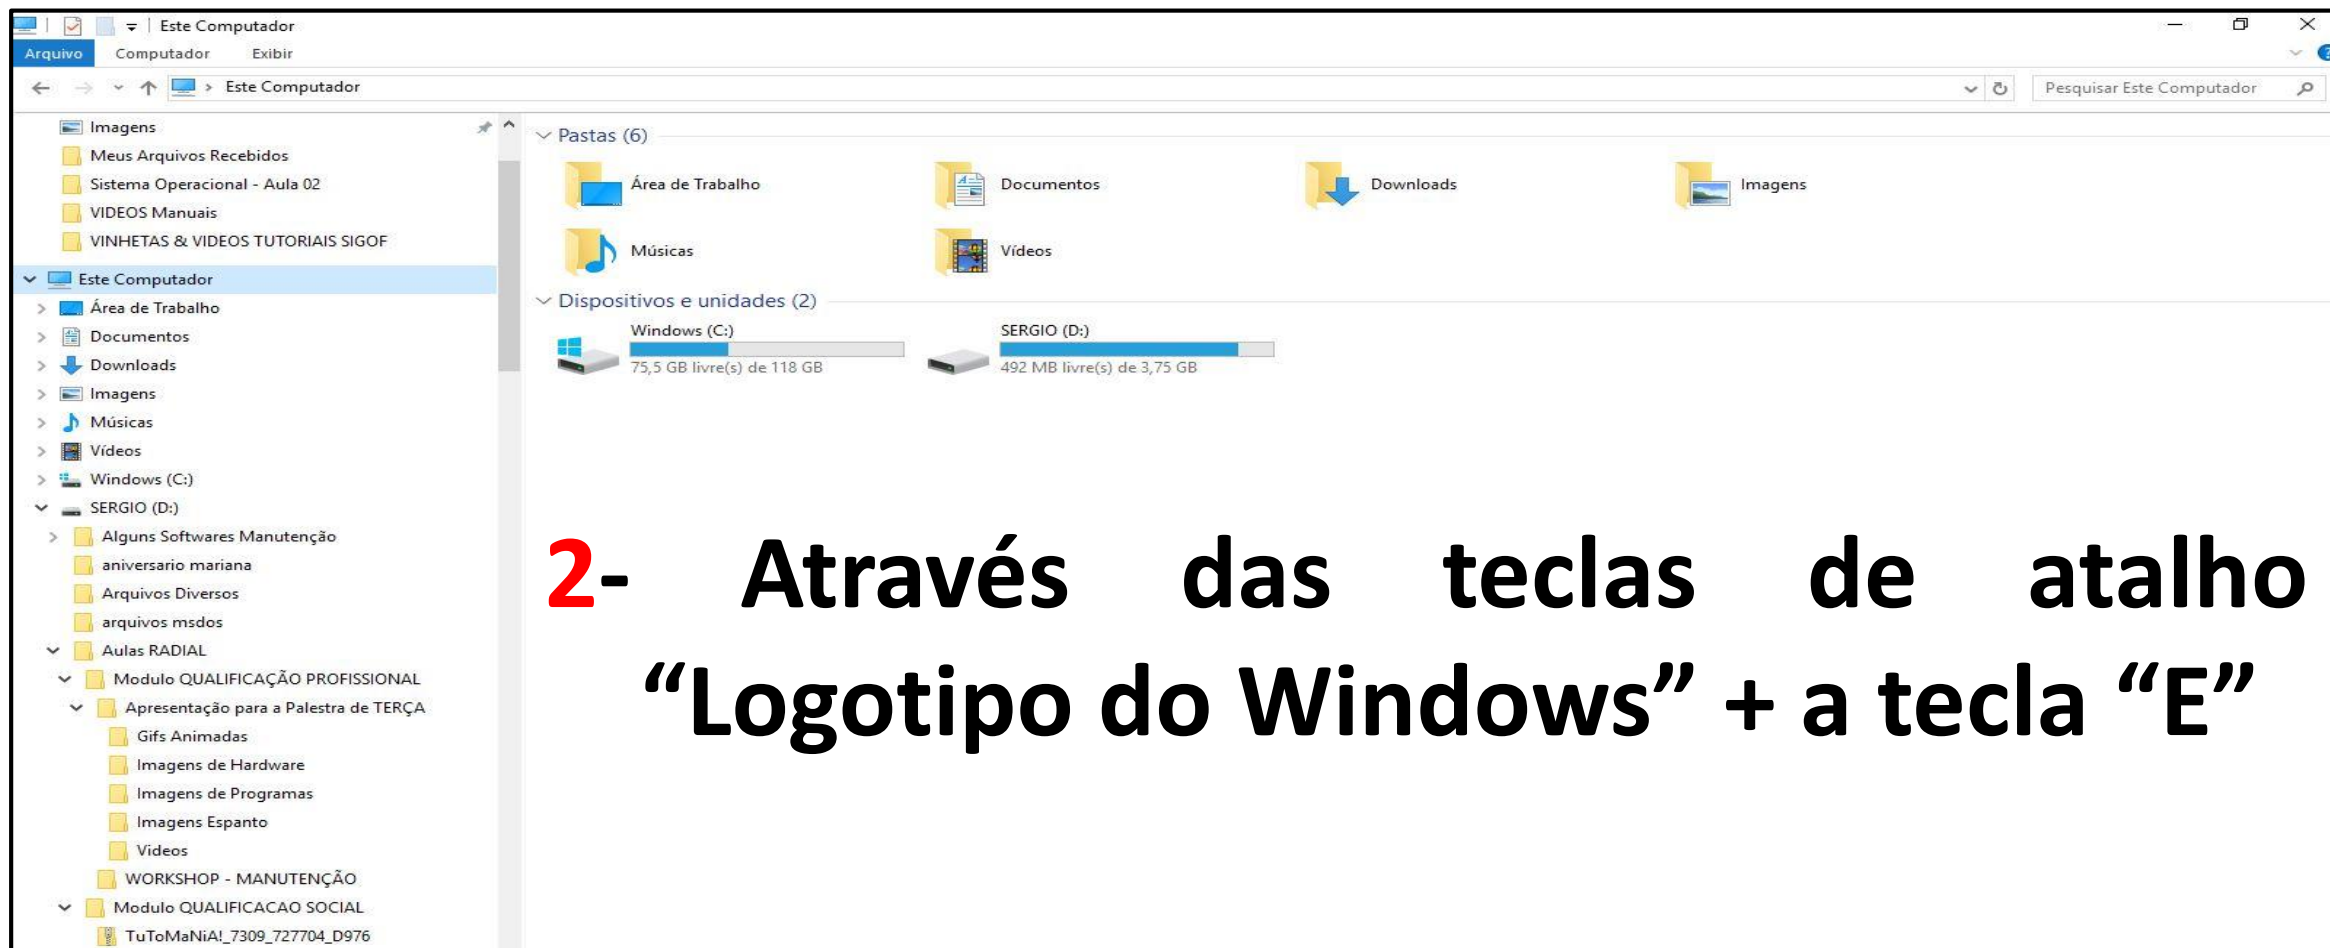 Este Computador
Arquivo Computador Exibir
Este Computador
Pesquisar Este Computador
Imagens
Meus Arquivos Recebidos
Sistema Operacional - Aula 02
VIDEOS Manuais
VINHETAS & VIDEOS TUTORIAIS SIGOF
Este Computador
Área de Trabalho
Documentos
Downloads
Imagens
Músicas
Vídeos
Windows (C:)
SERGIO (D:)
Alguns Softwares Manutenção
aniversario mariana
Arquivos Diversos
arquivos msdos
Aulas RADIAL
Modulo QUALIFICAÇÃO PROFISSIONAL
Apresentação para a Palestra de TERÇA
Gifs Animadas
Imagens de Hardware
Imagens de Programas
Imagens Espanto
Videos
WORKSHOP - MANUTENÇÃO
Modulo QUALIFICACAO SOCIAL
TuToMaNiA!_7309_727704_D976
Pastas (6)
Área de Trabalho Documentos Downloads Imagens
Músicas Vídeos
Dispositivos e unidades (2)
Windows (C:) SERGIO (D:)
75,5 GB livre(s) de 118 GB 492 MB livre(s) de 3,75 GB
2- Através das teclas de atalho
“Logotipo do Windows” + a tecla “E”